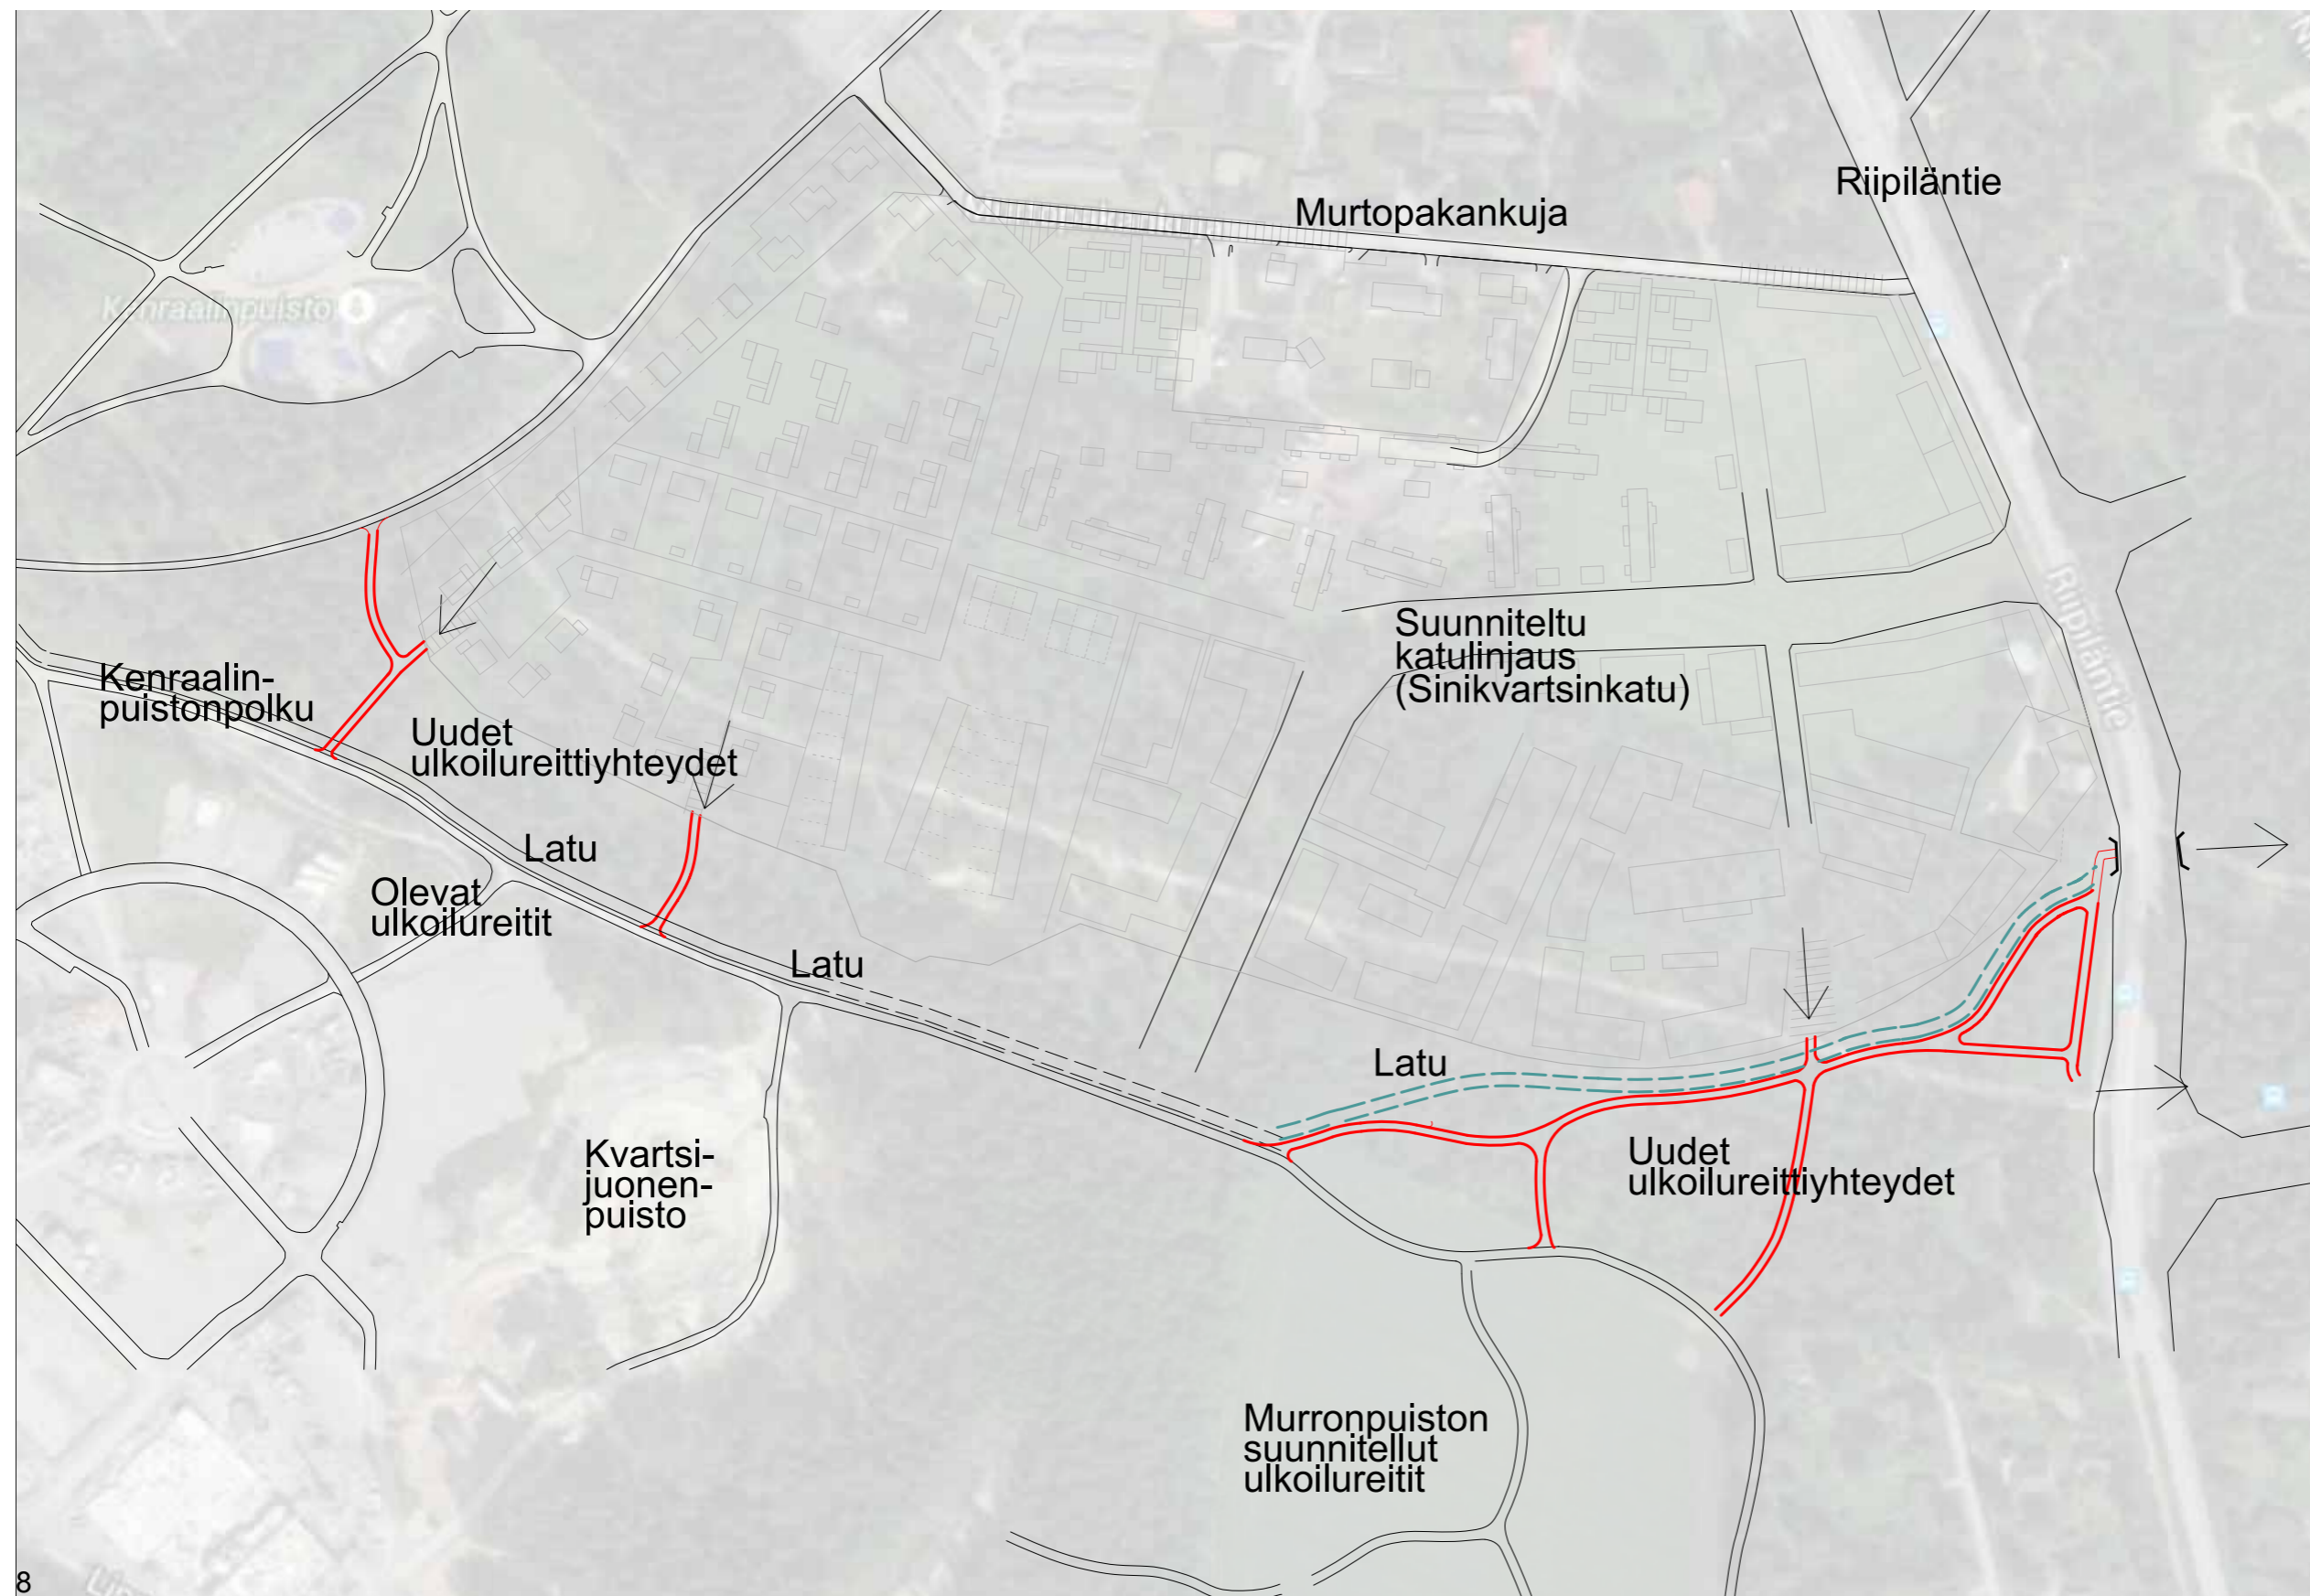 Riipiläntie
Murtopakankuja
Kenraalinpuisto
Riipiläntie
Suunniteltu
katulinjaus
(Sinikvartsinkatu)
Kenraalin-
puistonpolku
Uudet
ulkoilureittiyhteydet
Latu
Olevat
ulkoilureitit
Latu
Latu
Kvartsi-
juonen-
puisto
Uudet
ulkoilureittiyhteydet
Murronpuiston
suunnitellut
ulkoilureitit
8